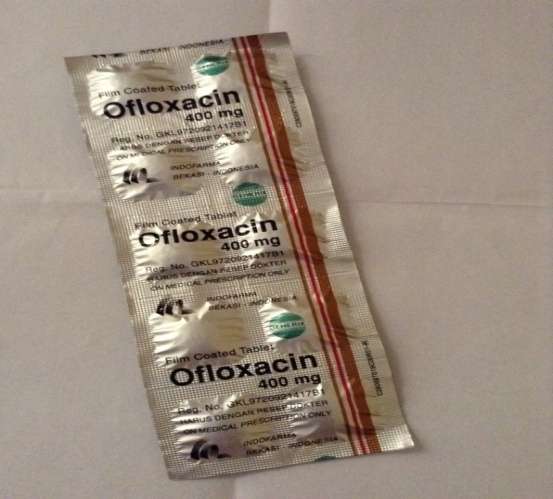 BEKASI - INDONESIA
Film Coated Tablet
Ofloxacin
400 mg
Reg. No. GKL9720921417B1
HARUS DENGAN RESEP DOKTER
ON MEDICAL PRESCRIPTION ONLY
INDOFARMA
BEKASI - INDONESIA
GENERIK
Film Coated Tablet
Ofloxacin
400 mg
Reg. No. GKL9720921417B1
HARUS DENGAN RESEP DOKTER
ON MEDICAL PRESCRIPTION ONLY
INDOFARMA
BEKASI - INDONESIA
GENERIK
Film Coated Tablet
Ofloxacin
400 mg
Reg. No. GKL9720921417B1
HARUS DENGAN RESEP DOKTER
ON MEDICAL PRESCRIPTION ONLY
INDOFARMA
BEKASI - INDONESIA